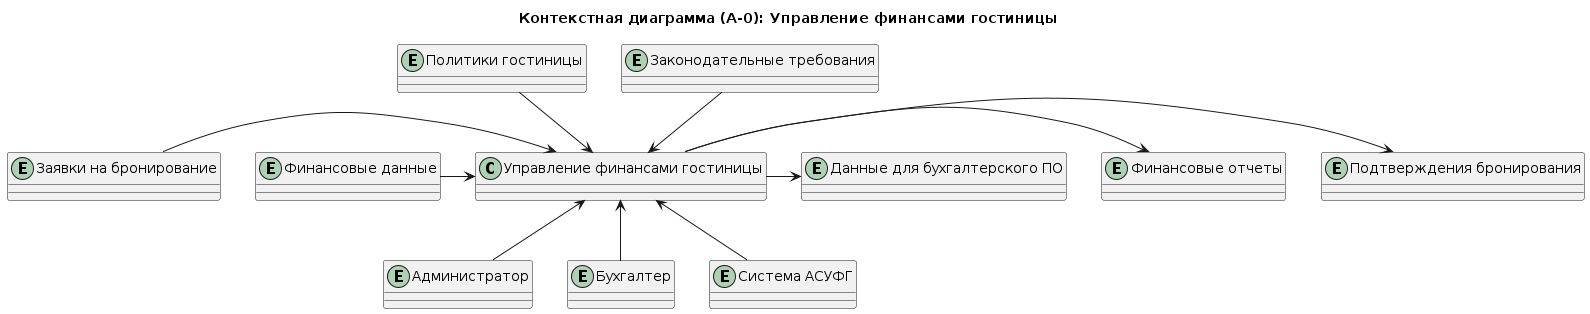 Контекстная диаграмма (A-0): Управление финансами гостиницы
E Политики гостиницы
E Законодательные требования
E Заявки на бронирование
E Финансовые данные
C Управление финансами гостиницы
E Данные для бухгалтерского ПО
E Финансовые отчеты
E Подтверждения бронирования
E Администратор
E Бухгалтер
E Система АСУФГ